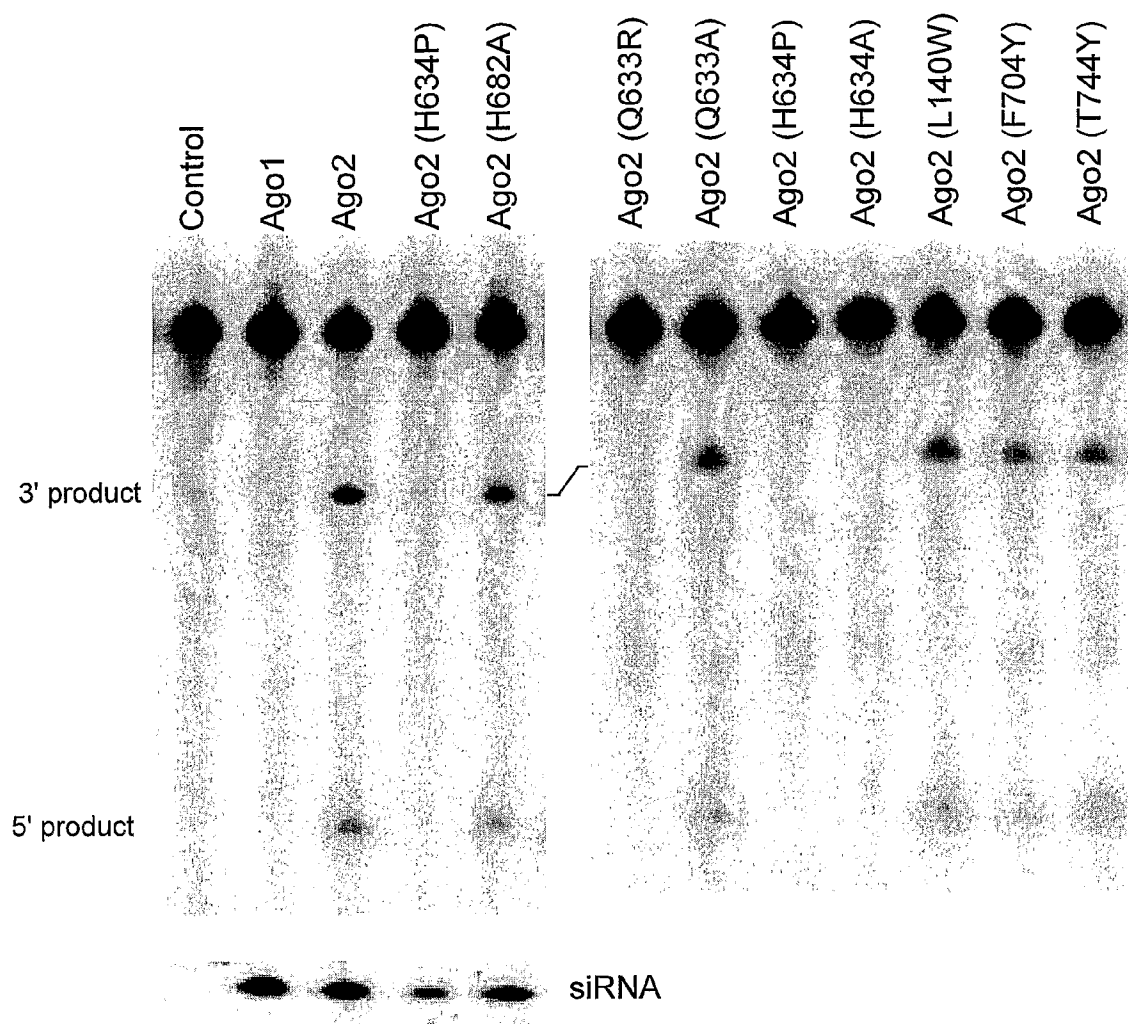 Control
Ago1
Ago2
Ago2 (H634P)
Ago2 (H682A)
Ago2 (Q633R)
Ago2 (Q633A)
Ago2 (H634P)
Ago2 (H634A)
Ago2 (L140W)
Ago2 (F704Y)
Ago2 (T744Y)
3' product
5' product
siRNA